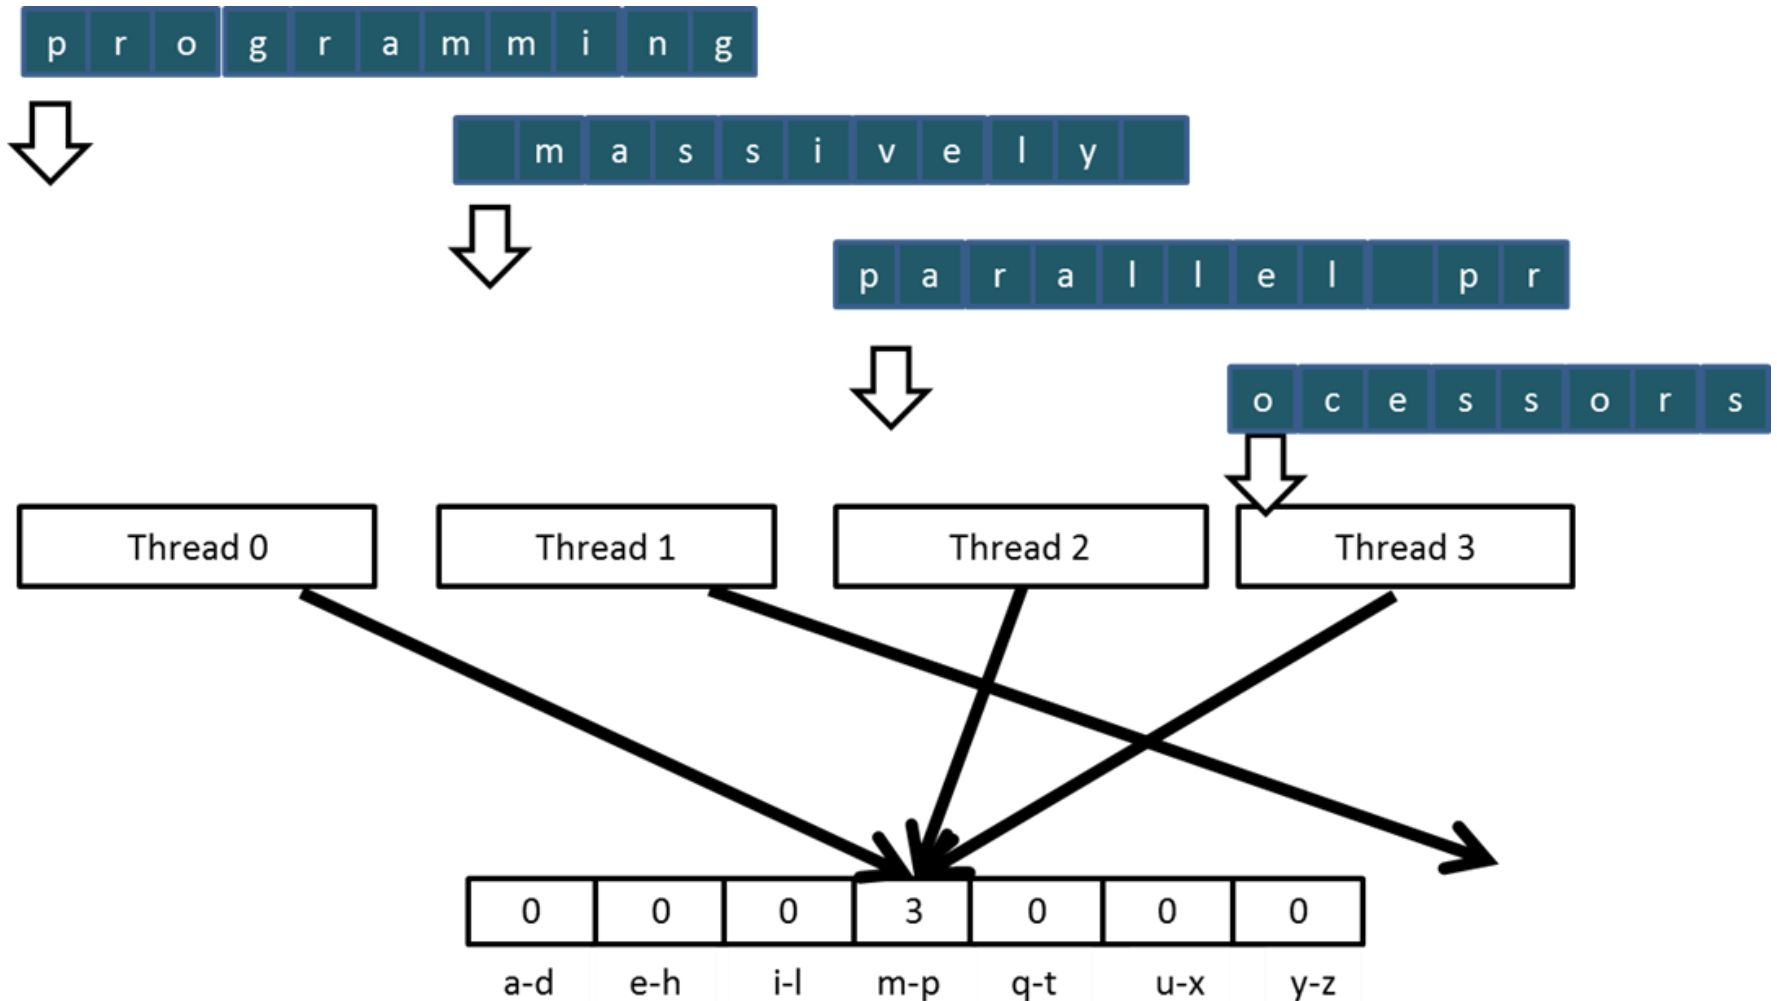 p r o g r a m m i n g
m a s s i v e l y
p a r a l l e l p r
o c e s s o r s
Thread 0 Thread 1 Thread 2 Thread 3
0 0 0 3 0 0 0
a-d e-h i-l m-p q-t u-x y-z